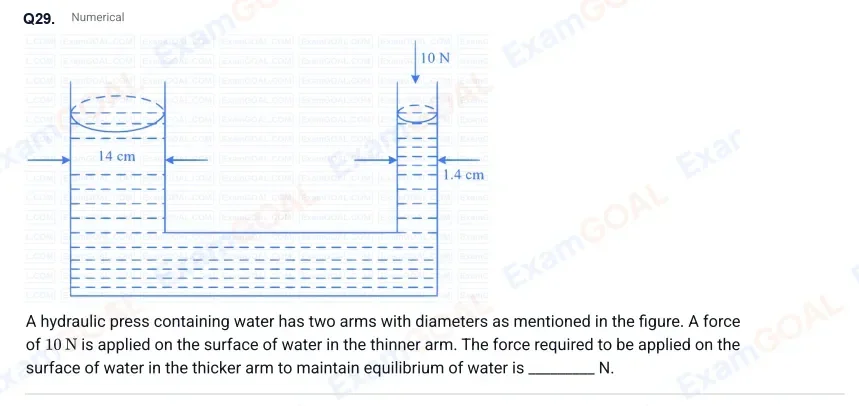 Q29. Numerical
10 N
14 cm
1.4 cm
A hydraulic press containing water has two arms with diameters as mentioned in the figure. A force
of 10 N is applied on the surface of water in the thinner arm. The force required to be applied on the
surface of water in the thicker arm to maintain equilibrium of water is ________ N.
ExamGOAL
ExamGOAL
ExamGOAL